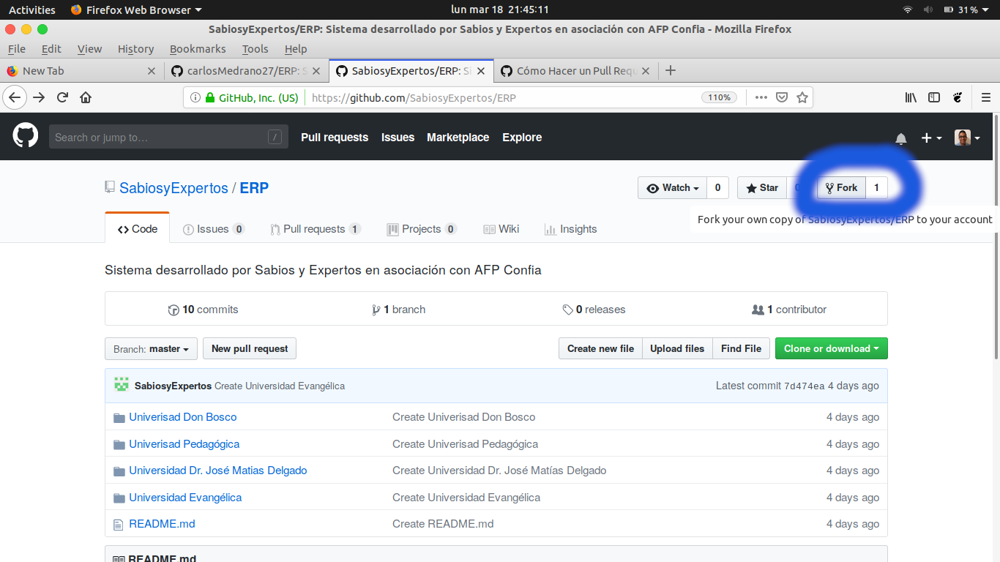 Activities Firefox Web Browser lun mar 18 21:45:11 31%
SabiosyExpertos/ERP: Sistema desarrollado por Sabios y Expertos en asociación con AFP Confia - Mozilla Firefox
File Edit View History Bookmarks Tools Help
New Tab carlosMedrano27/ERP: S SabiosyExpertos/ERP: Si Cómo Hacer un Pull Requ
GitHub, Inc. (US) https://github.com/SabiosyExpertos/ERP 110%
Search or jump to… / Pull requests Issues Marketplace Explore
SabiosyExpertos / ERP Watch 0 Star 0 Fork 1
Fork your own copy of SabiosyExpertos/ERP to your account
Code Issues 0 Pull requests 1 Projects 0 Wiki Insights
Sistema desarrollado por Sabios y Expertos en asociación con AFP Confia
10 commits 1 branch 0 releases 1 contributor
Branch: master New pull request Create new file Upload files Find File Clone or download
SabiosyExpertos Create Universidad Evangélica Latest commit 7d474ea 4 days ago
Univerisad Don Bosco Create Univerisad Don Bosco 4 days ago
Univerisad Pedagógica Create Univerisad Pedagógica 4 days ago
Universidad Dr. José Matias Delgado Create Universidad Dr. José Matías Delgado 4 days ago
Universidad Evangélica Create Universidad Evangélica 4 days ago
README.md Create README.md 4 days ago
README.md